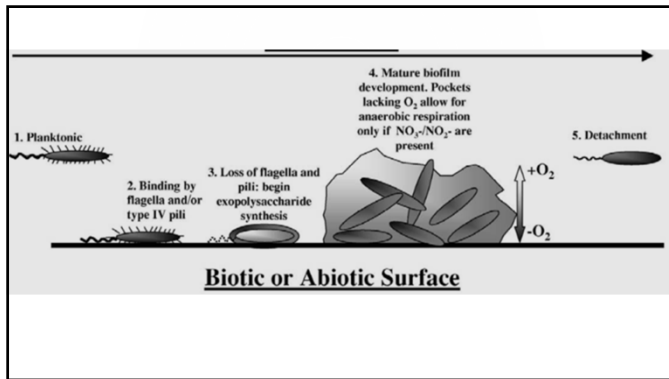 4. Mature biofilm
development. Pockets
lacking O₂ allow for
anaerobic respiration
only if NO₃-/NO₂- are
present
1. Planktonic
5. Detachment
3. Loss of flagella and
pili: begin
exopolysaccharide
synthesis
2. Binding by
flagella and/or
type IV pili
+O₂
-O₂
Biotic or Abiotic Surface